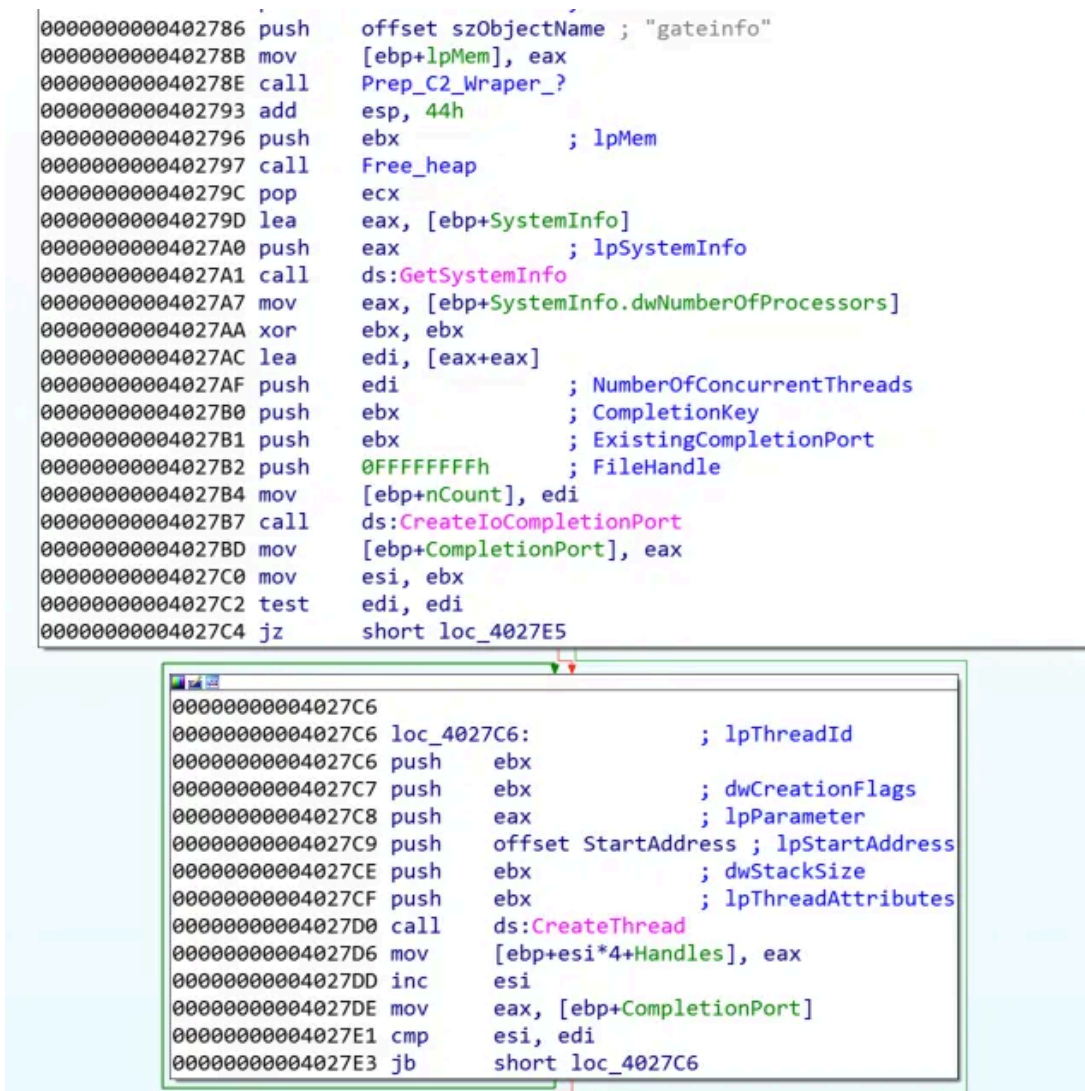 0000000000402786 push offset szObjectName ; "gateinfo"
000000000040278B mov [ebp+lpMem], eax
000000000040278E call Prep_C2_Wraper_?
0000000000402793 add esp, 44h
0000000000402796 push ebx ; lpMem
0000000000402797 call Free_heap
000000000040279C pop ecx
000000000040279D lea eax, [ebp+SystemInfo]
00000000004027A0 push eax ; lpSystemInfo
00000000004027A1 call ds:GetSystemInfo
00000000004027A7 mov eax, [ebp+SystemInfo.dwNumberOfProcessors]
00000000004027AA xor ebx, ebx
00000000004027AC lea edi, [eax+eax]
00000000004027AF push edi ; NumberOfConcurrentThreads
00000000004027B0 push ebx ; CompletionKey
00000000004027B1 push ebx ; ExistingCompletionPort
00000000004027B2 push 0FFFFFFFFh ; FileHandle
00000000004027B4 mov [ebp+nCount], edi
00000000004027B7 call ds:CreateIoCompletionPort
00000000004027BD mov [ebp+CompletionPort], eax
00000000004027C0 mov esi, ebx
00000000004027C2 test edi, edi
00000000004027C4 jz short loc_4027E5
00000000004027C6
00000000004027C6 loc_4027C6: ; lpThreadId
00000000004027C6 push ebx
00000000004027C7 push ebx ; dwCreationFlags
00000000004027C8 push eax ; lpParameter
00000000004027C9 push offset StartAddress ; lpStartAddress
00000000004027CE push ebx ; dwStackSize
00000000004027CF push ebx ; lpThreadAttributes
00000000004027D0 call ds:CreateThread
00000000004027D6 mov [ebp+esi*4+Handles], eax
00000000004027DD inc esi
00000000004027DE mov eax, [ebp+CompletionPort]
00000000004027E1 cmp esi, edi
00000000004027E3 jb short loc_4027C6